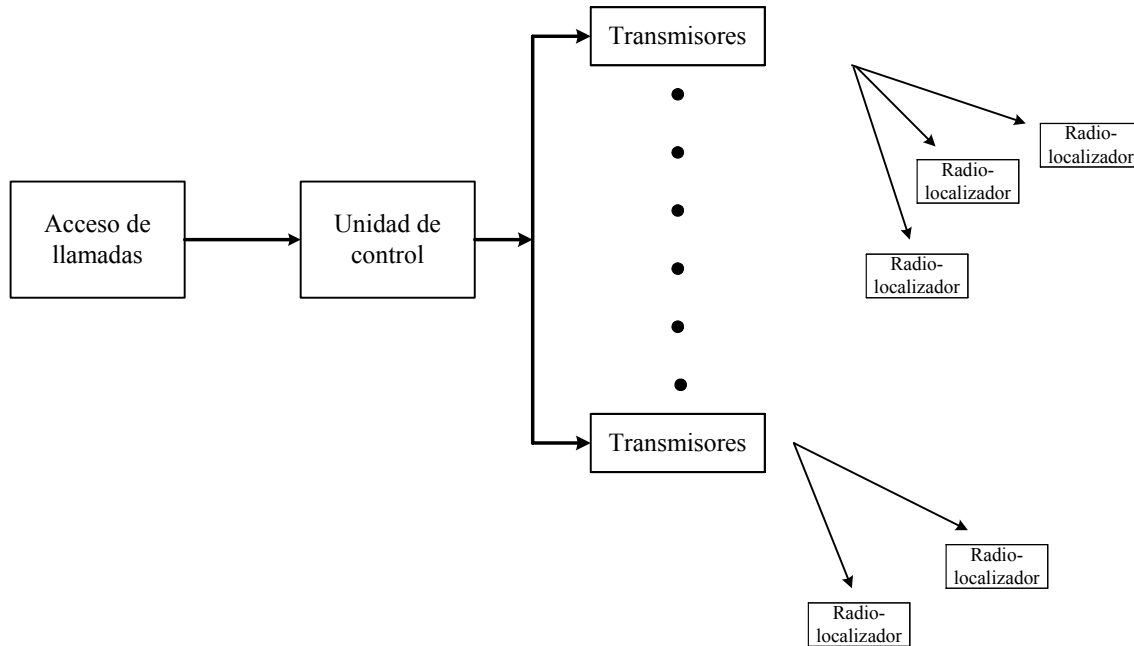 Transmisores
Radio-
localizador
Radio-
localizador
Acceso de
llamadas
Unidad de
control
Radio-
localizador
Transmisores
Radio-
localizador
Radio-
localizador